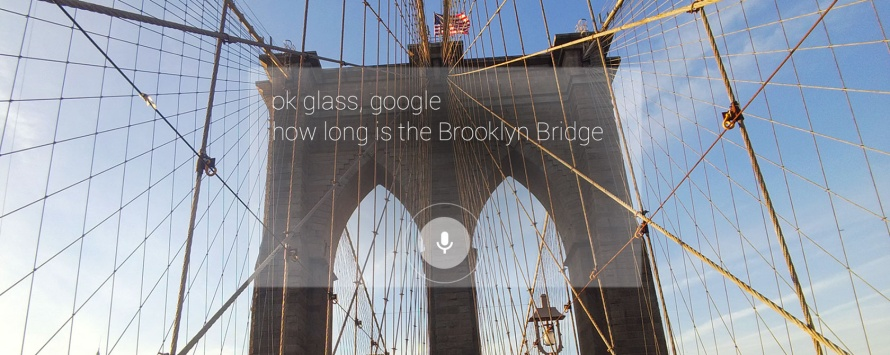 ok glass, google
how long is the Brooklyn Bridge